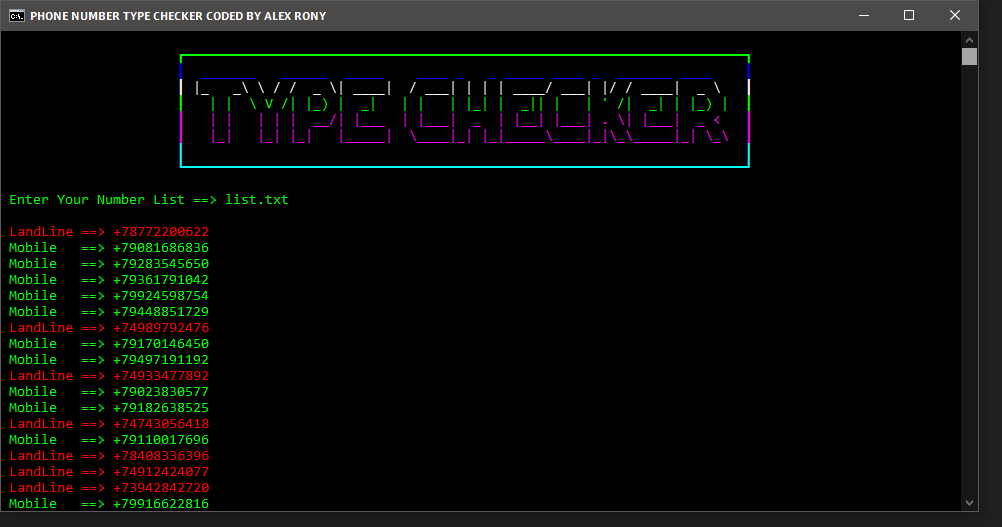 PHONE NUMBER TYPE CHECKER CODED BY ALEX RONY
TYPE CHECKER
Enter Your Number List ==> list.txt
LandLine ==> +78772200622
Mobile   ==> +79081686836
Mobile   ==> +79283545650
Mobile   ==> +79361791042
Mobile   ==> +79924598754
Mobile   ==> +79448851729
LandLine ==> +74989792476
Mobile   ==> +79170146450
Mobile   ==> +79497191192
LandLine ==> +74933477892
Mobile   ==> +79023830577
Mobile   ==> +79182638525
LandLine ==> +74743056418
Mobile   ==> +79110017696
LandLine ==> +78408336396
LandLine ==> +74912424077
LandLine ==> +73942842720
Mobile   ==> +79916622816